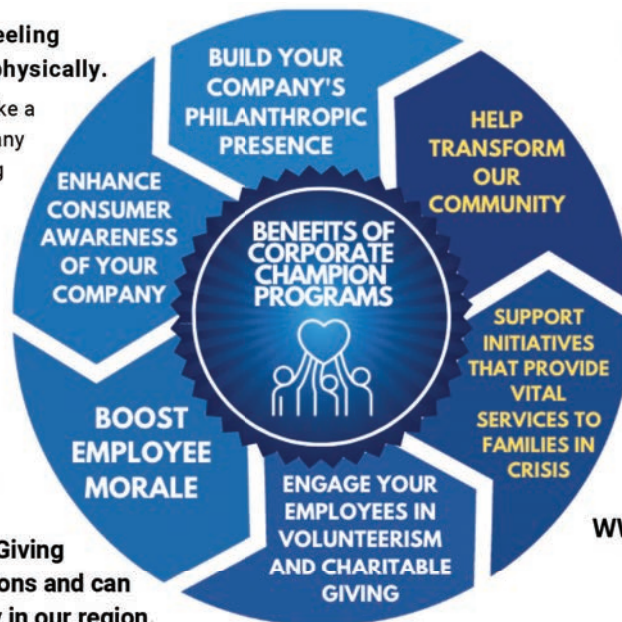 eeling
physically.
ke a
any
g
BUILD YOUR
COMPANY'S
PHILANTHROPIC
PRESENCE
HELP
TRANSFORM
OUR
COMMUNITY
ENHANCE
CONSUMER
AWARENESS
OF YOUR
COMPANY
BENEFITS OF
CORPORATE
CHAMPION
PROGRAMS
SUPPORT
INITIATIVES
THAT PROVIDE
VITAL
SERVICES TO
FAMILIES IN
CRISIS
BOOST
EMPLOYEE
MORALE
ENGAGE YOUR
EMPLOYEES IN
VOLUNTEERISM
AND CHARITABLE
GIVING
Giving
ons and can
in our region.